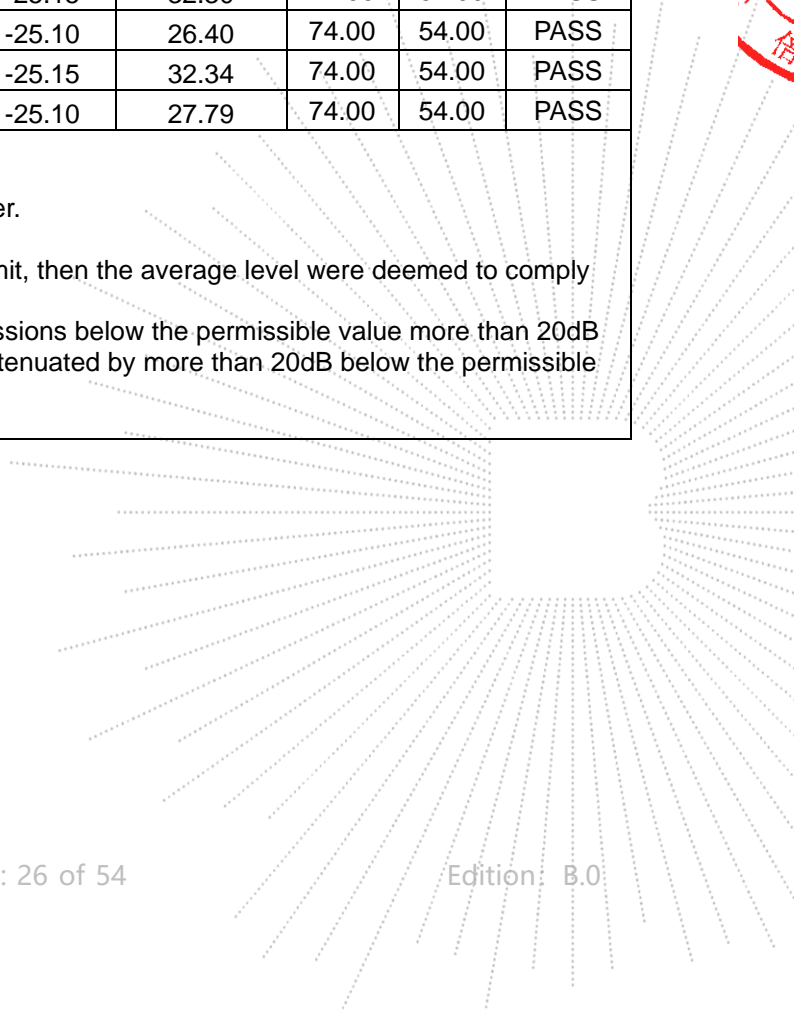 -25.10 26.40 74.00 54.00 PASS
-25.15 32.34 74.00 54.00 PASS
-25.10 27.79 74.00 54.00 PASS
er.
nit, then the average level were deemed to comply
ssions below the permissible value more than 20dB
ttenuated by more than 20dB below the permissible
: 26 of 54 Edition: B.0